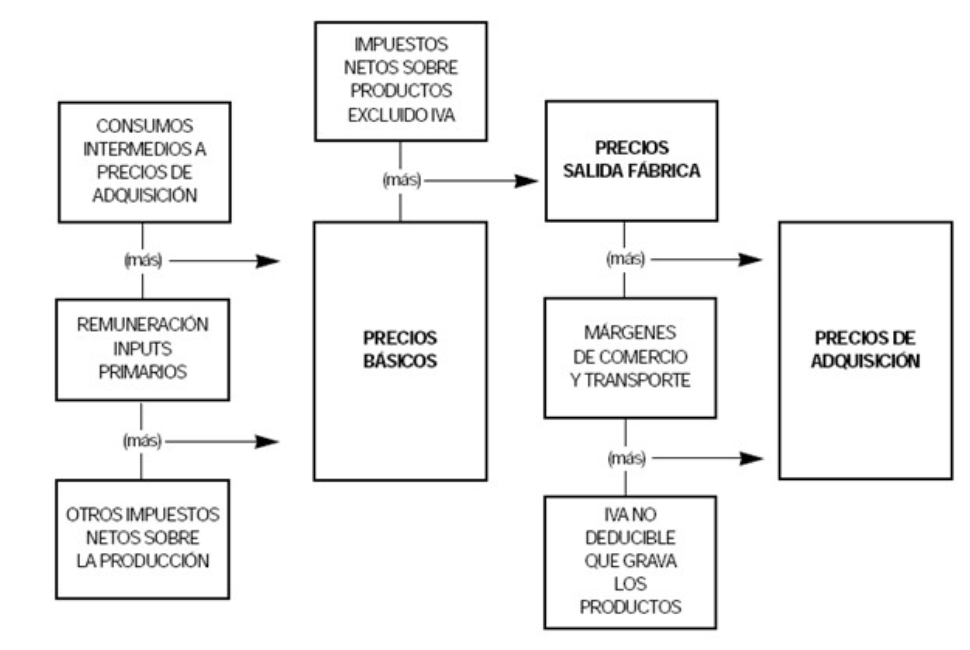 CONSUMOS
INTERMEDIOS A
PRECIOS DE
ADQUISICIÓN
(más)
REMUNERACIÓN
INPUTS
PRIMARIOS
(más)
OTROS IMPUESTOS
NETOS SOBRE
LA PRODUCCIÓN
IMPUESTOS
NETOS SOBRE
PRODUCTOS
EXCLUIDO IVA
(más)
PRECIOS
BÁSICOS
PRECIOS
SALIDA FÁBRICA
(más)
MÁRGENES
DE COMERCIO
Y TRANSPORTE
(más)
IVA NO
DEDUCIBLE
QUE GRAVA
LOS
PRODUCTOS
PRECIOS DE
ADQUISICIÓN